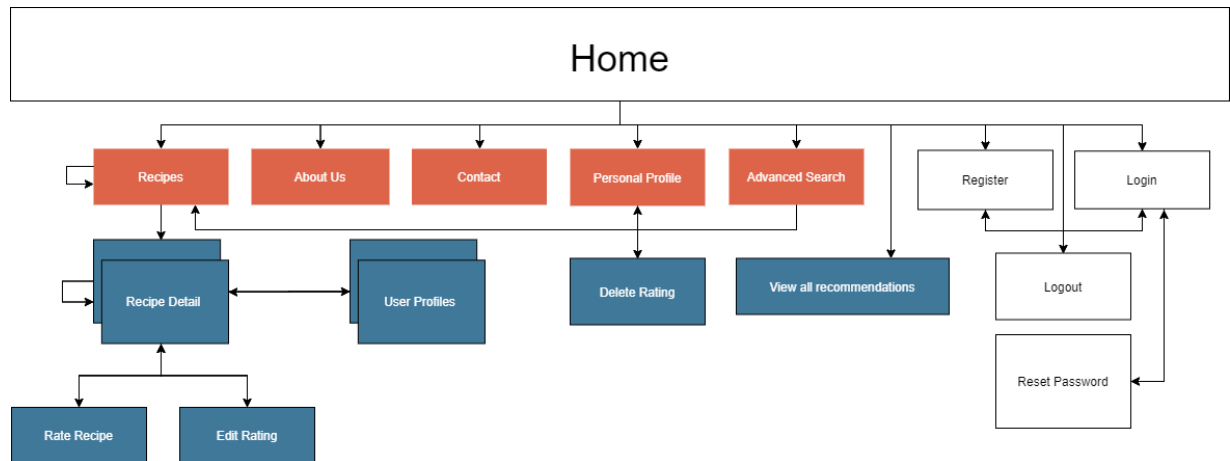 Home
Recipes
About Us
Contact
Personal Profile
Advanced Search
Register
Login
Recipe Detail
User Profiles
Delete Rating
View all recommendations
Logout
Reset Password
Rate Recipe
Edit Rating